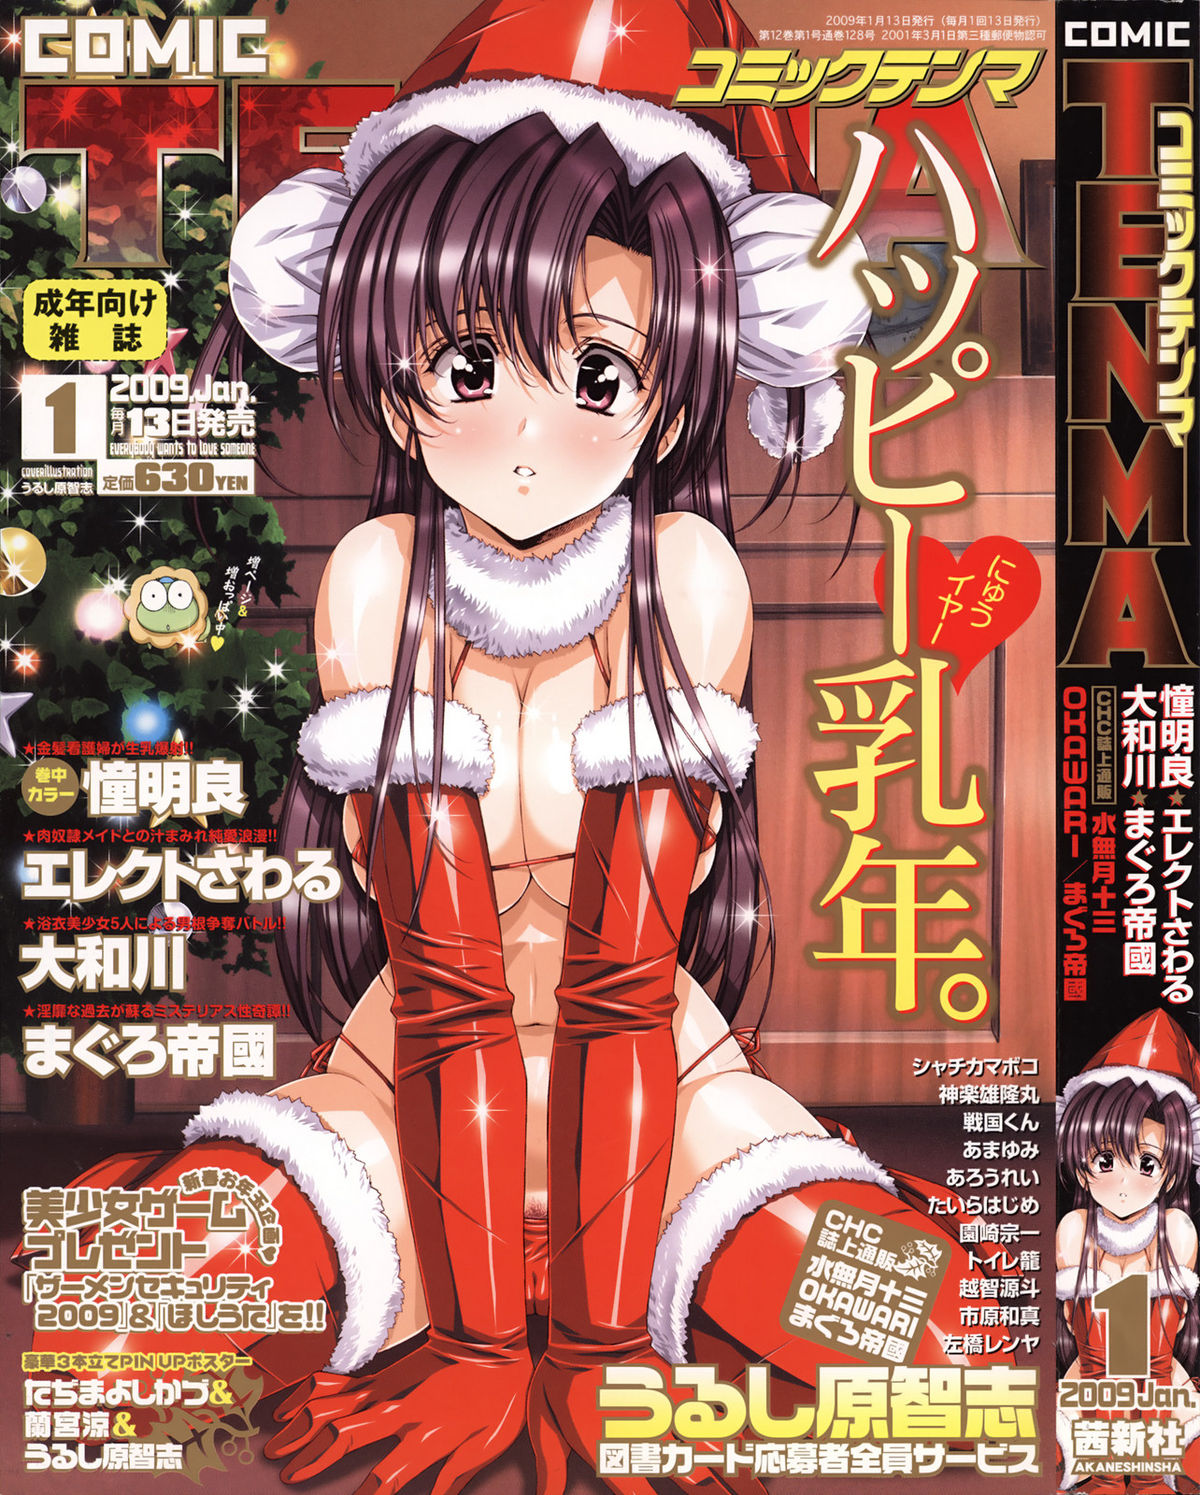 COMIC
TENMA
2009年1月13日発行（毎月1回13日発行）
第12巻第1号通巻128号 2001年3月1日第三種郵便物認可
コミックテンマ
成年向け
雑誌
1
2009.Jan.
毎月13日発売
EVERYBODY WANTS TO LOVE SOMEONE
COVERILLUSTRATION
うるし原智志
定価630YEN
ハッピー乳年。
にゅう
イヤー
増ページ&
増おっぱい中
★金髪看護婦が生乳爆射!!
巻中
カラー
憧明良
★肉奴隷メイトとの汁まみれ純愛浪漫!!
エレクトさわる
★浴衣美少女5人による男根争奪バトル!!
大和川
★淫靡な過去が蘇るミステリアス性奇譚!!
まぐろ帝國
新春お年玉企画
美少女ゲーム
プレゼント
『ザーメンセキュリティ
2009』&『ほしうた』を!!
豪華3本立てPIN UPポスター
たぢまよしかづ&
蘭宮涼&
うるし原智志
シャチカマボコ
神楽雄隆丸
戦国くん
あまゆみ
あろうれい
たいらはじめ
園崎宗一
トイレ籠
越智源斗
市原和真
左橋レンヤ
CHC
誌上通販
水無月十三
OKAWARI
まぐろ帝國
うるし原智志
図書カード応募者全員サービス
COMIC
TENMA
コミックテンマ
憧明良★エレクトさわる
大和川★まぐろ帝國
CHC誌上通販 水無月十三
OKAWARI／まぐろ帝國
1
2009Jan.
茜新社
AKANESHINSHA